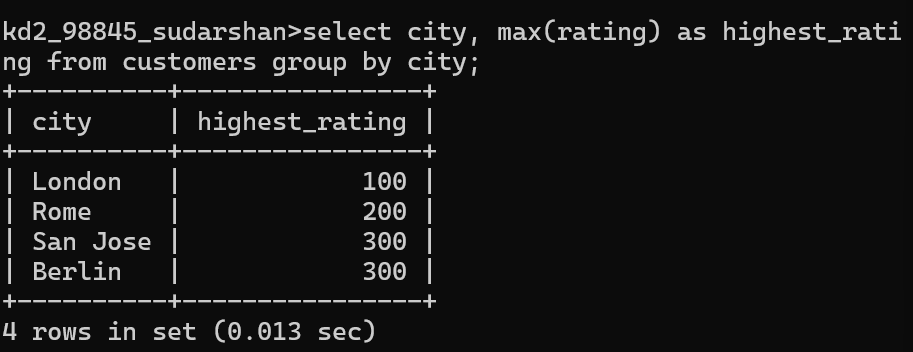 kd2_98845_sudarshan>select city, max(rating) as highest_rati
ng from customers group by city;
+----------+----------------+
| city     | highest_rating |
+----------+----------------+
| London   |            100 |
| Rome     |            200 |
| San Jose |            300 |
| Berlin   |            300 |
+----------+----------------+
4 rows in set (0.013 sec)